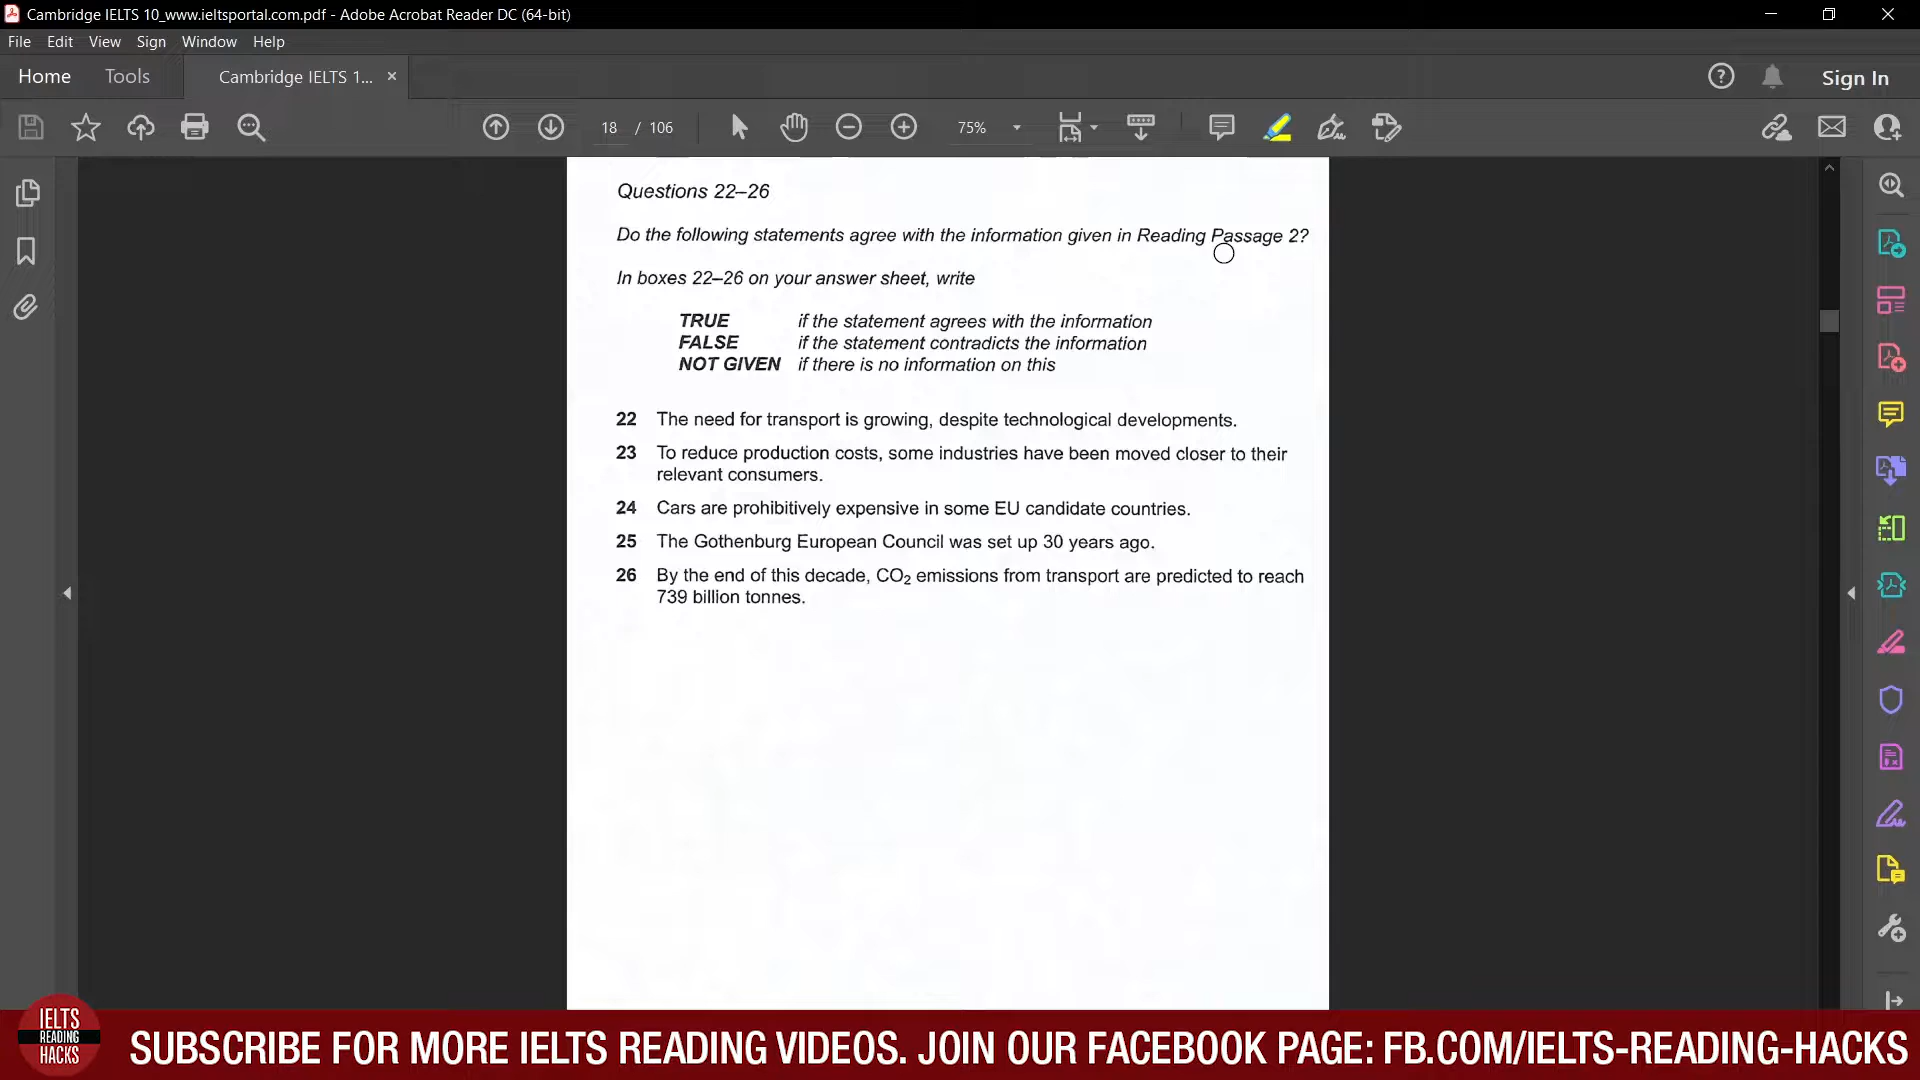 Cambridge IELTS 10_www.ieltsportal.com.pdf - Adobe Acrobat Reader DC (64-bit)
File Edit View Sign Window Help
Home Tools Cambridge IELTS 1... × Sign In
18 / 106 75%
Questions 22–26
Do the following statements agree with the information given in Reading Passage 2?
In boxes 22–26 on your answer sheet, write
TRUE if the statement agrees with the information
FALSE if the statement contradicts the information
NOT GIVEN if there is no information on this
22 The need for transport is growing, despite technological developments.
23 To reduce production costs, some industries have been moved closer to their
relevant consumers.
24 Cars are prohibitively expensive in some EU candidate countries.
25 The Gothenburg European Council was set up 30 years ago.
26 By the end of this decade, CO₂ emissions from transport are predicted to reach
739 billion tonnes.
IELTS
READING
HACKS
SUBSCRIBE FOR MORE IELTS READING VIDEOS. JOIN OUR FACEBOOK PAGE: FB.COM/IELTS-READING-HACKS